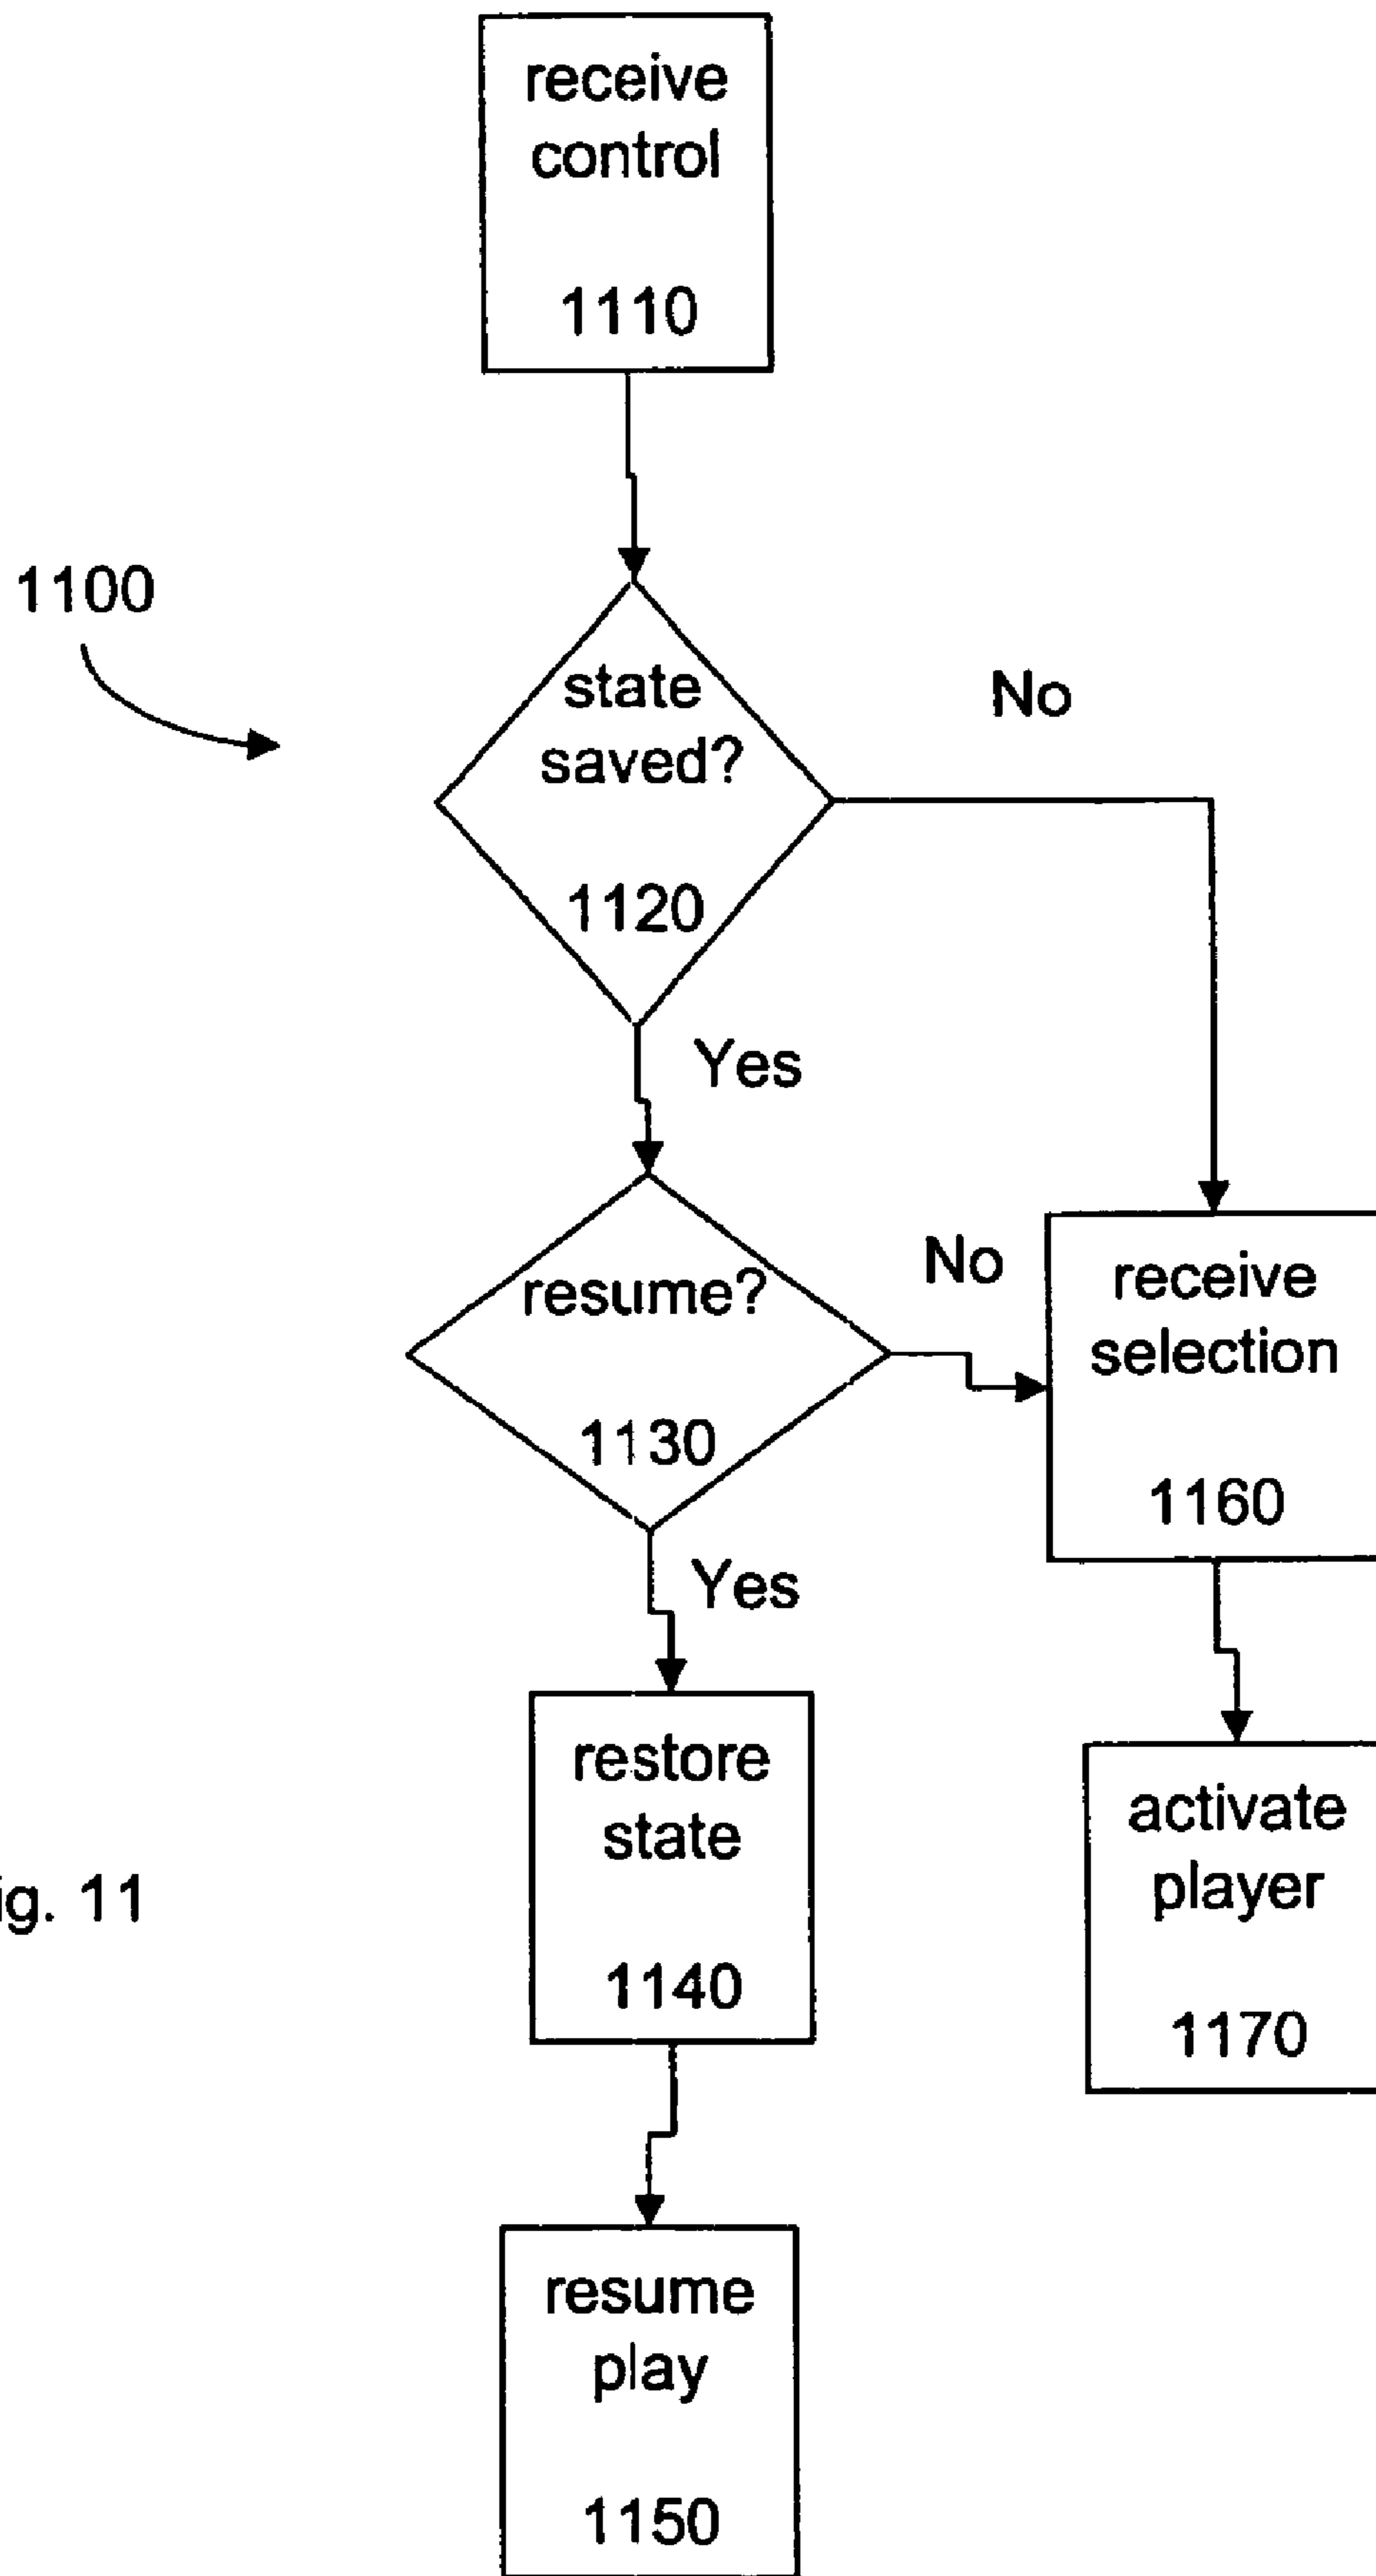 receive
control
1110
1100
state
saved?
1120
No
Yes
resume?
1130
No
receive
selection
1160
Yes
restore
state
1140
activate
player
1170
ig. 11
resume
play
1150